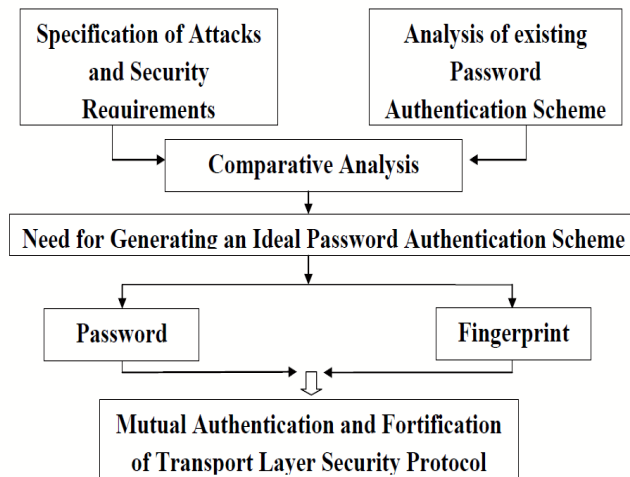 Specification of Attacks
and Security
Requirements
Analysis of existing
Password
Authentication Scheme
Comparative Analysis
Need for Generating an Ideal Password Authentication Scheme
Password
Fingerprint
Mutual Authentication and Fortification
of Transport Layer Security Protocol